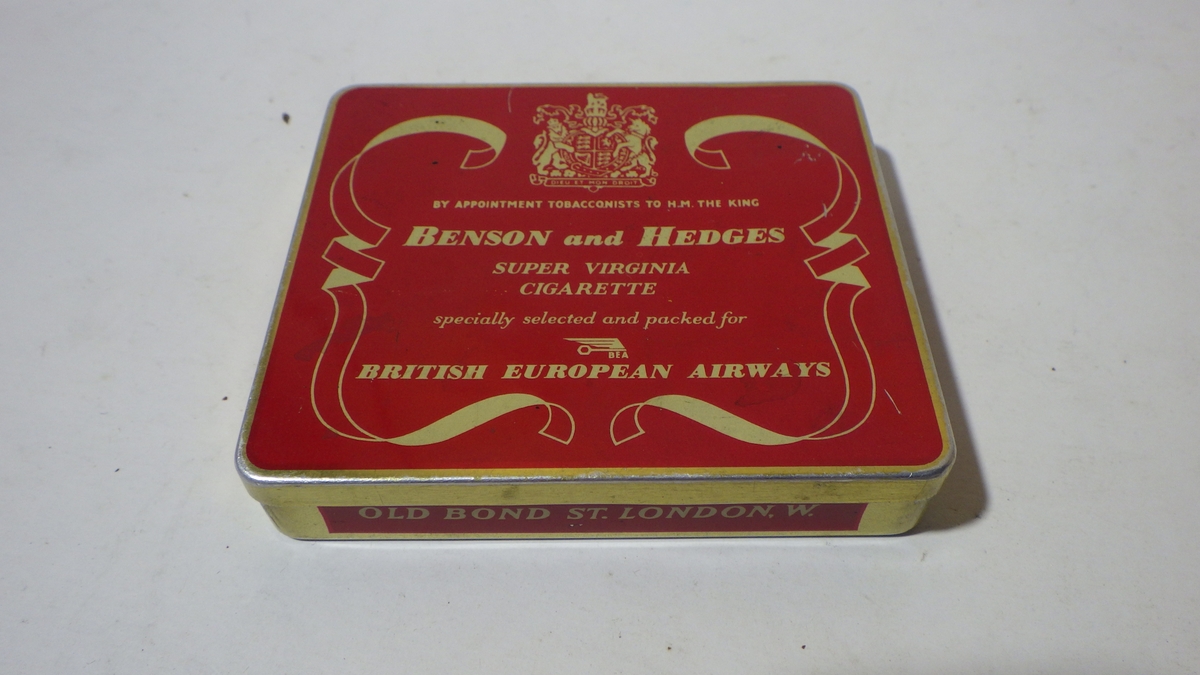 DIEU ET MON DROIT
BY APPOINTMENT TOBACCONISTS TO H.M. THE KING
BENSON and HEDGES
SUPER VIRGINIA
CIGARETTE
specially selected and packed for
BEA
BRITISH EUROPEAN AIRWAYS
OLD BOND ST. LONDON, W.